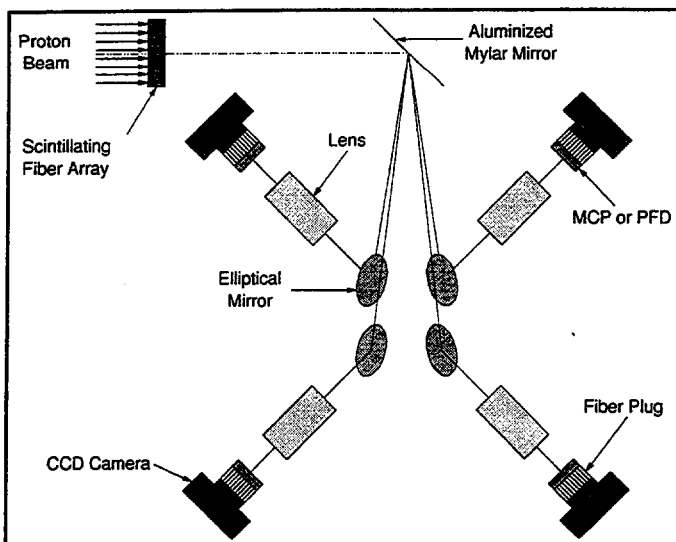 Proton
Beam
Aluminized
Mylar Mirror
Scintillating
Fiber Array
Lens
MCP or PFD
Elliptical
Mirror
Fiber Plug
CCD Camera